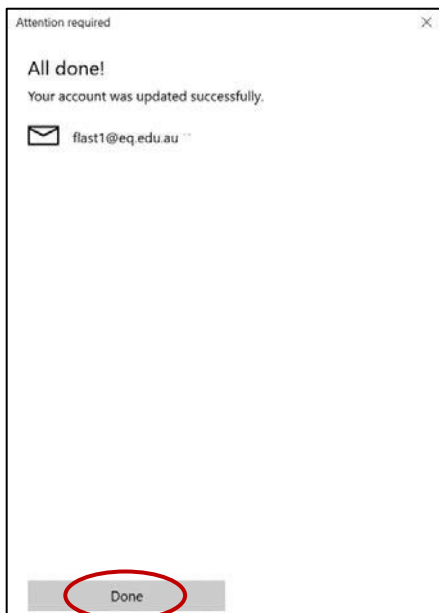 Attention required
All done!
Your account was updated successfully.
flast1@eq.edu.au
Done